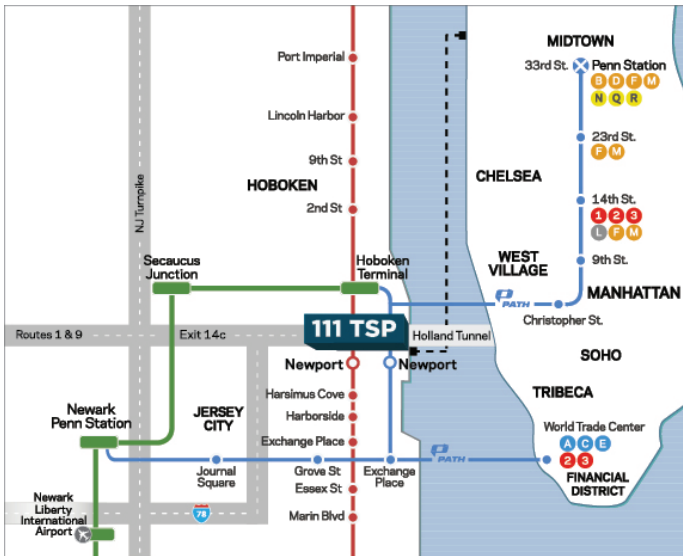 Port Imperial
Lincoln Harbor
9th St
HOBOKEN
2nd St
NJ Turnpike
Secaucus
Junction
Hoboken
Terminal
111 TSP
Routes 1 & 9
Exit 14c
Holland Tunnel
Newport
Newport
Harsimus Cove
Harborside
Exchange Place
Essex St
Marin Blvd
JERSEY
CITY
Newark
Penn Station
Journal
Square
Grove St
Exchange
Place
PATH
78
Newark
Liberty
International
Airport
MIDTOWN
33rd St.
Penn Station
B D F M
N Q R
23rd St.
F M
CHELSEA
14th St.
1 2 3
L F M
9th St.
WEST
VILLAGE
PATH
MANHATTAN
Christopher St.
SOHO
TRIBECA
World Trade Center
A C E
2 3
FINANCIAL
DISTRICT